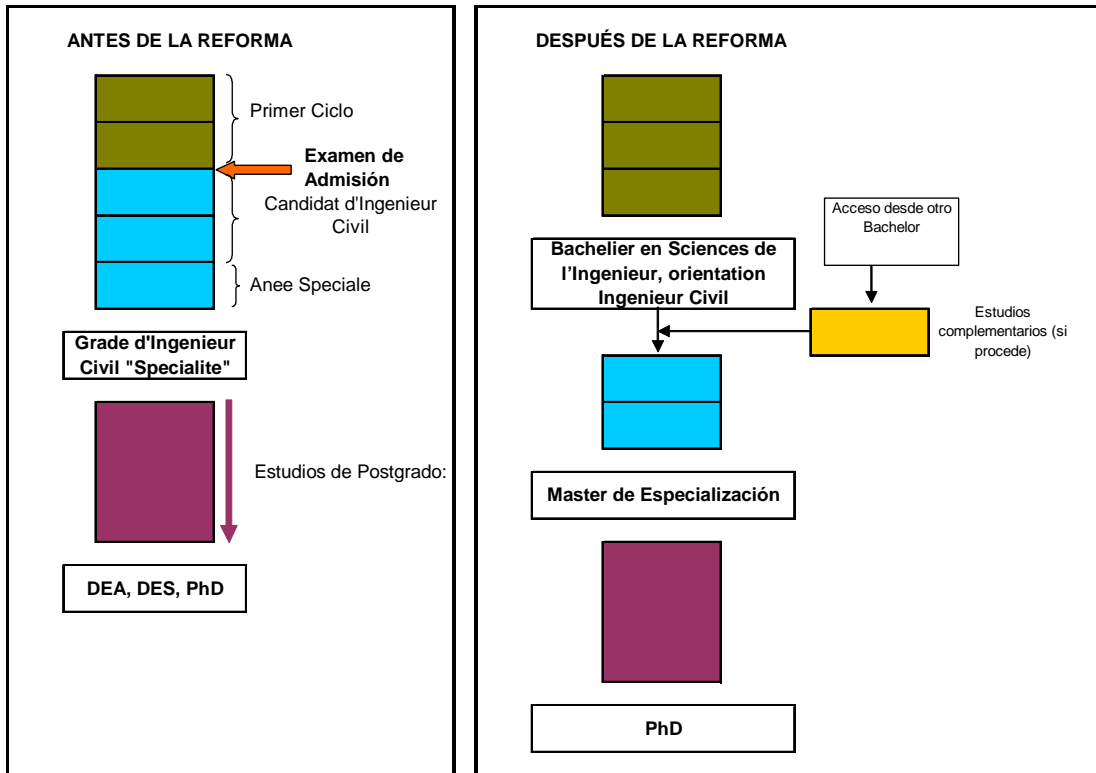 ANTES DE LA REFORMA
Primer Ciclo
Examen de
Admisión
Candidat d'Ingenieur
Civil
Anee Speciale
Grade d'Ingenieur
Civil "Specialite"
Estudios de Postgrado:
DEA, DES, PhD
DESPUÉS DE LA REFORMA
Acceso desde otro
Bachelor
Bachelier en Sciences de
l'Ingenieur, orientation
Ingenieur Civil
Estudios
complementarios (si
procede)
Master de Especialización
PhD